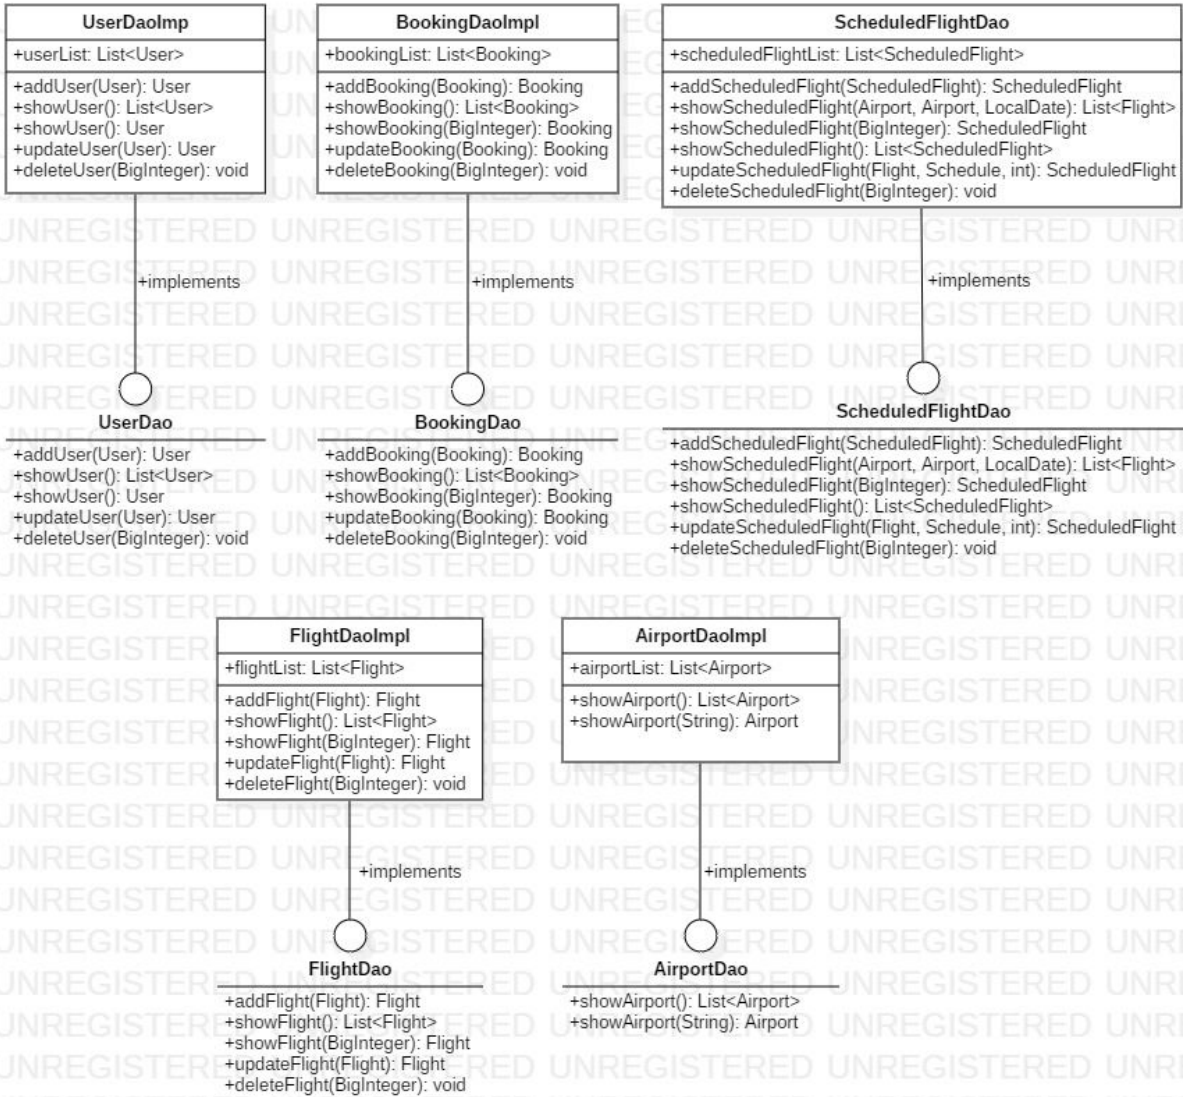 UserDaoImp
+userList: List<User>
+addUser(User): User
+showUser(): List<User>
+showUser(): User
+updateUser(User): User
+deleteUser(BigInteger): void
+implements
UserDao
+addUser(User): User
+showUser(): List<User>
+showUser(): User
+updateUser(User): User
+deleteUser(BigInteger): void
BookingDaoImpl
+bookingList: List<Booking>
+addBooking(Booking): Booking
+showBooking(): List<Booking>
+showBooking(BigInteger): Booking
+updateBooking(Booking): Booking
+deleteBooking(BigInteger): void
+implements
BookingDao
+addBooking(Booking): Booking
+showBooking(): List<Booking>
+showBooking(BigInteger): Booking
+updateBooking(Booking): Booking
+deleteBooking(BigInteger): void
ScheduledFlightDao
+scheduledFlightList: List<ScheduledFlight>
+addScheduledFlight(ScheduledFlight): ScheduledFlight
+showScheduledFlight(Airport, Airport, LocalDate): List<Flight>
+showScheduledFlight(BigInteger): ScheduledFlight
+showScheduledFlight(): List<ScheduledFlight>
+updateScheduledFlight(Flight, Schedule, int): ScheduledFlight
+deleteScheduledFlight(BigInteger): void
+implements
ScheduledFlightDao
+addScheduledFlight(ScheduledFlight): ScheduledFlight
+showScheduledFlight(Airport, Airport, LocalDate): List<Flight>
+showScheduledFlight(BigInteger): ScheduledFlight
+showScheduledFlight(): List<ScheduledFlight>
+updateScheduledFlight(Flight, Schedule, int): ScheduledFlight
+deleteScheduledFlight(BigInteger): void
FlightDaoImpl
+flightList: List<Flight>
+addFlight(Flight): Flight
+showFlight(): List<Flight>
+showFlight(BigInteger): Flight
+updateFlight(Flight): Flight
+deleteFlight(BigInteger): void
+implements
FlightDao
+addFlight(Flight): Flight
+showFlight(): List<Flight>
+showFlight(BigInteger): Flight
+updateFlight(Flight): Flight
+deleteFlight(BigInteger): void
AirportDaoImpl
+airportList: List<Airport>
+showAirport(): List<Airport>
+showAirport(String): Airport
+implements
AirportDao
+showAirport(): List<Airport>
+showAirport(String): Airport
UNREGISTERED